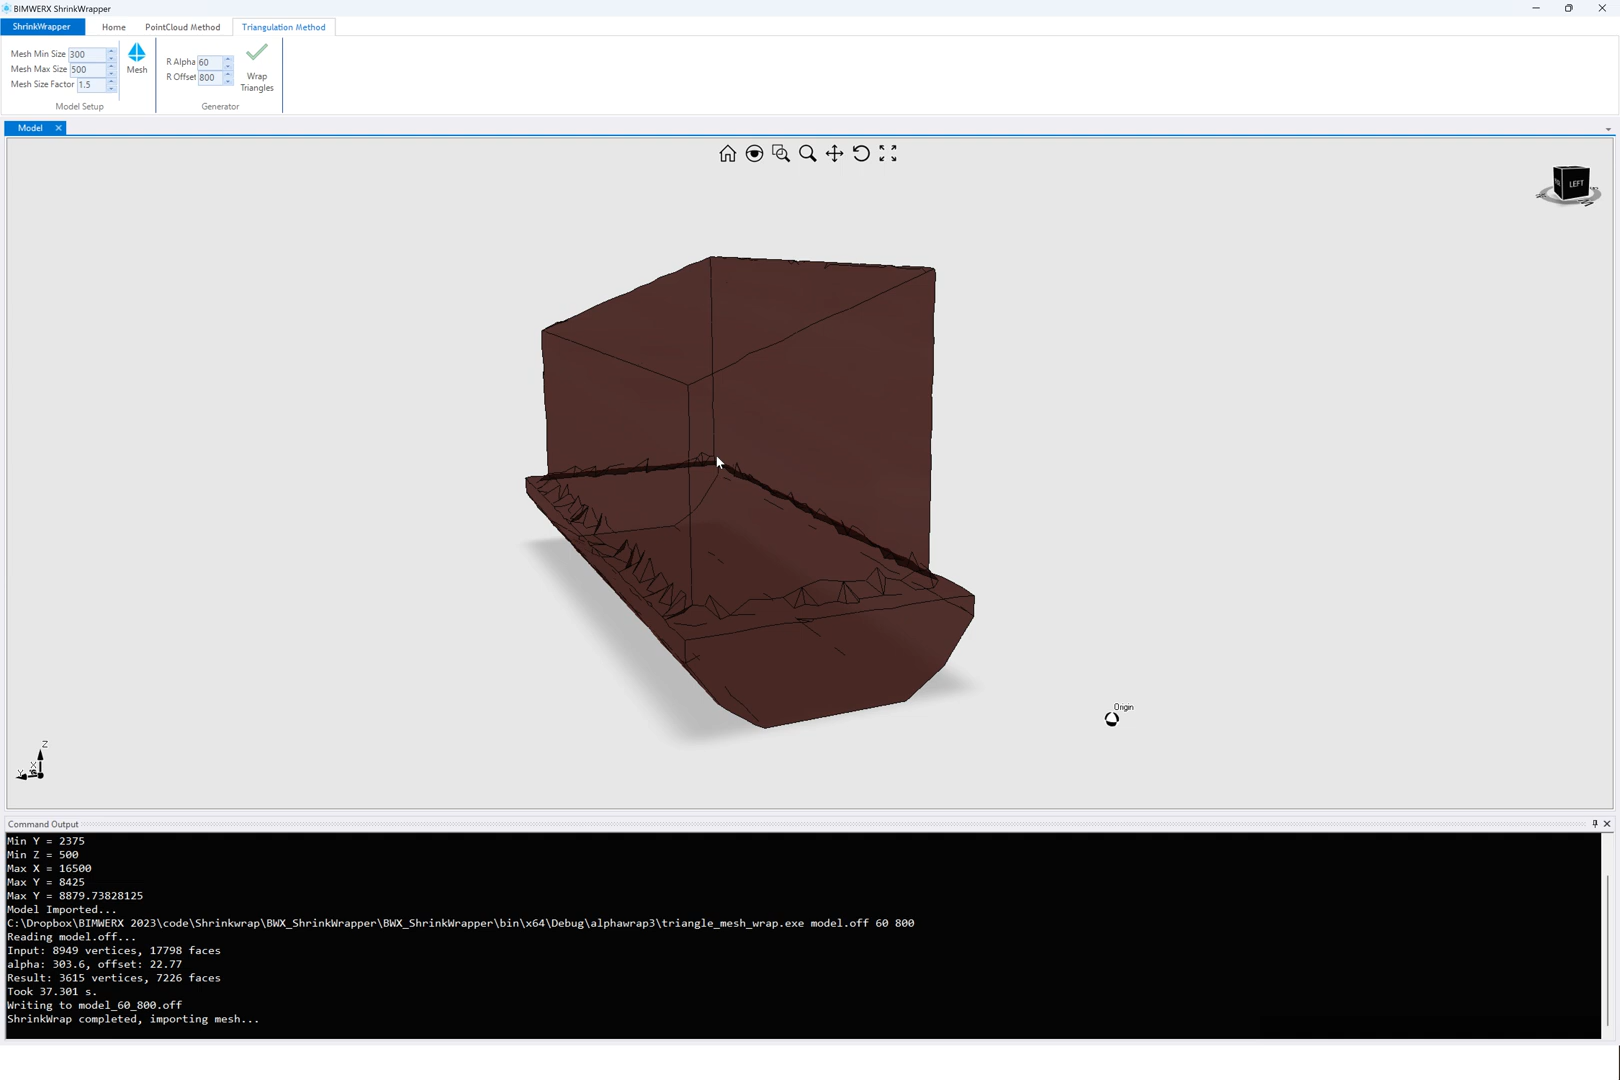 BIMWERX ShrinkWrapper
ShrinkWrapper Home PointCloud Method Triangulation Method
Mesh Min Size 300
Mesh Max Size 500
Mesh Size Factor 1.5
Mesh
Model Setup
R Alpha 60
R Offset 800
Wrap
Triangles
Generator
Model
LEFT
Origin
Z
X
Y
Command Output
Min Y = 2375
Min Z = 500
Max X = 16500
Max Y = 8425
Max Y = 8879.73828125
Model Imported...
C:\Dropbox\BIMWERX 2023\code\Shrinkwrap\BWX_ShrinkWrapper\BWX_ShrinkWrapper\bin\x64\Debug\alphawrap3\triangle_mesh_wrap.exe model.off 60 800
Reading model.off...
Input: 8949 vertices, 17798 faces
alpha: 303.6, offset: 22.77
Result: 3615 vertices, 7226 faces
Took 37.301 s.
Writing to model_60_800.off
ShrinkWrap completed, importing mesh...